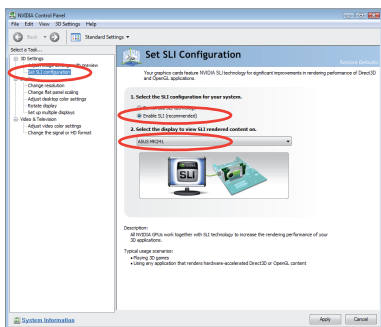 NVIDIA Control Panel
File Edit View 3D Settings Help
Back Standard Settings
Select a Task...
3D Settings
Set SLI configuration
Change resolution
Change flat panel scaling
Adjust desktop color settings
Rotate display
Set up multiple displays
Video & Television
Adjust video color settings
Change the signal or HD format
System Information
Set SLI Configuration
Restore Defaults
Your graphics cards feature NVIDIA SLI technology for significant improvements in rendering performance of Direct3D
and OpenGL applications.
1. Select the SLI configuration for your system.
Enable SLI (recommended)
2. Select the display to view SLI rendered content on.
ASUS MK241
SLI
Description:
All NVIDIA GPUs work together with SLI technology to increase the rendering performance of your
3D applications.
Typical usage scenarios:
• Playing 3D games
• Using any application that renders hardware-accelerated Direct3D or OpenGL content
Apply Cancel